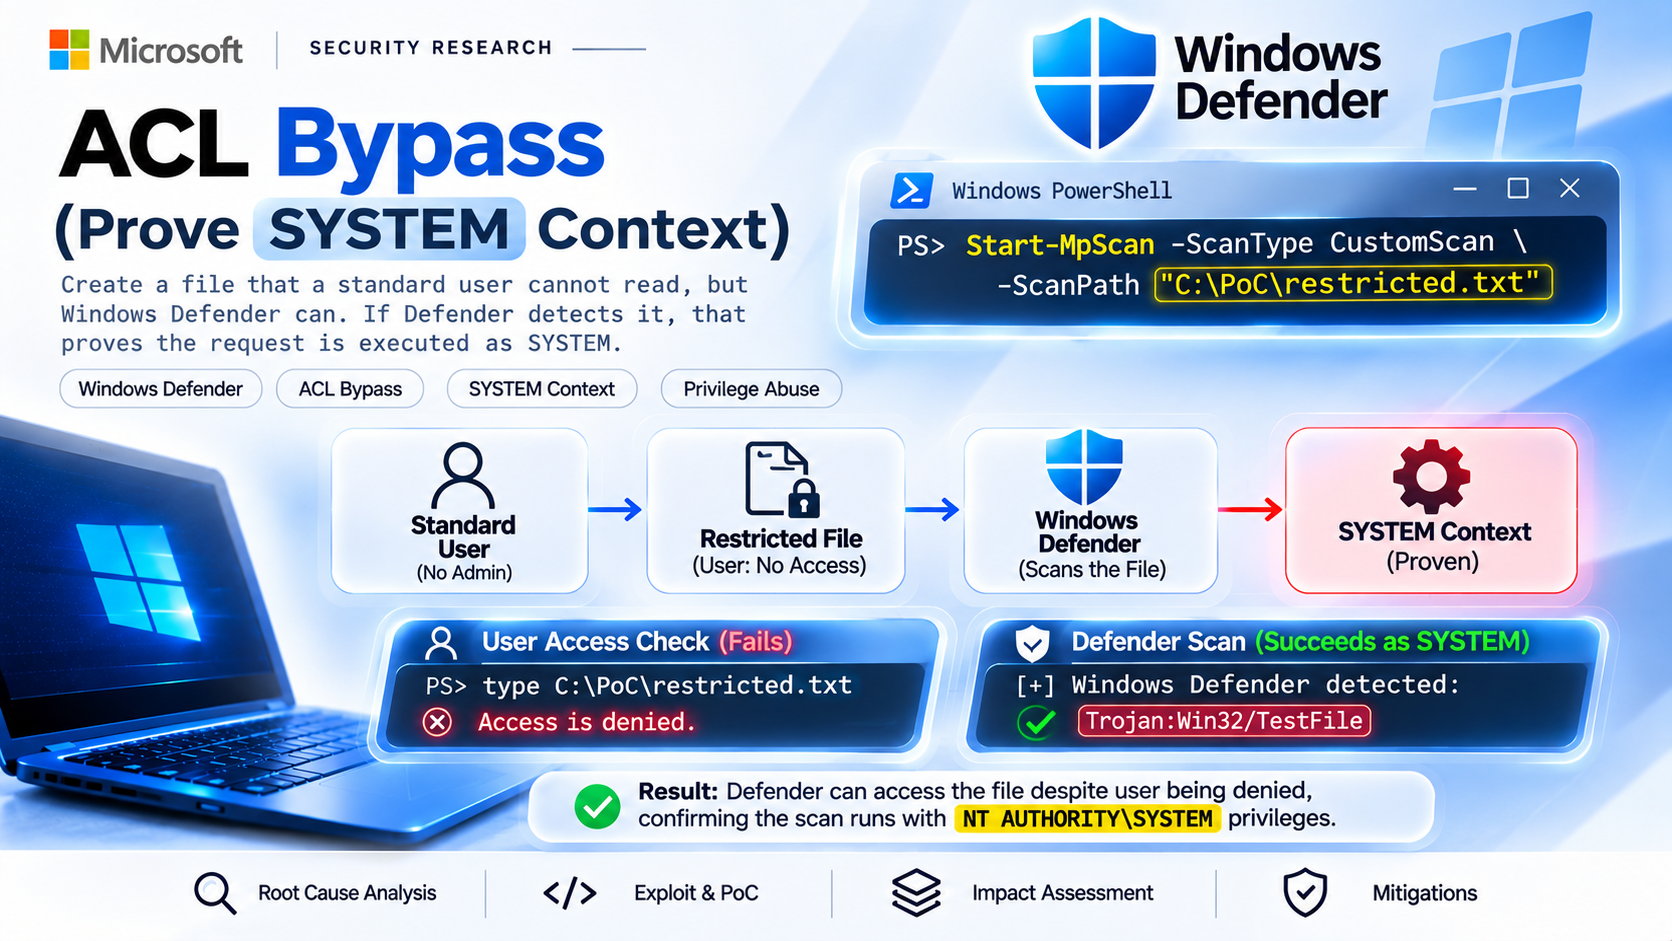 Microsoft
SECURITY RESEARCH
Windows
Defender
ACL Bypass
(Prove SYSTEM Context)
Create a file that a standard user cannot read, but
Windows Defender can. If Defender detects it, that
proves the request is executed as SYSTEM.
Windows Defender
ACL Bypass
SYSTEM Context
Privilege Abuse
Windows PowerShell
PS> Start-MpScan -ScanType CustomScan \
-ScanPath "C:\PoC\restricted.txt"
Standard
User
(No Admin)
Restricted File
(User: No Access)
Windows
Defender
(Scans the File)
SYSTEM Context
(Proven)
User Access Check (Fails)
PS> type C:\PoC\restricted.txt
Access is denied.
Defender Scan (Succeeds as SYSTEM)
[+] Windows Defender detected:
Trojan:Win32/TestFile
Result: Defender can access the file despite user being denied,
confirming the scan runs with NT AUTHORITY\SYSTEM privileges.
Root Cause Analysis
</> Exploit & PoC
Impact Assessment
Mitigations